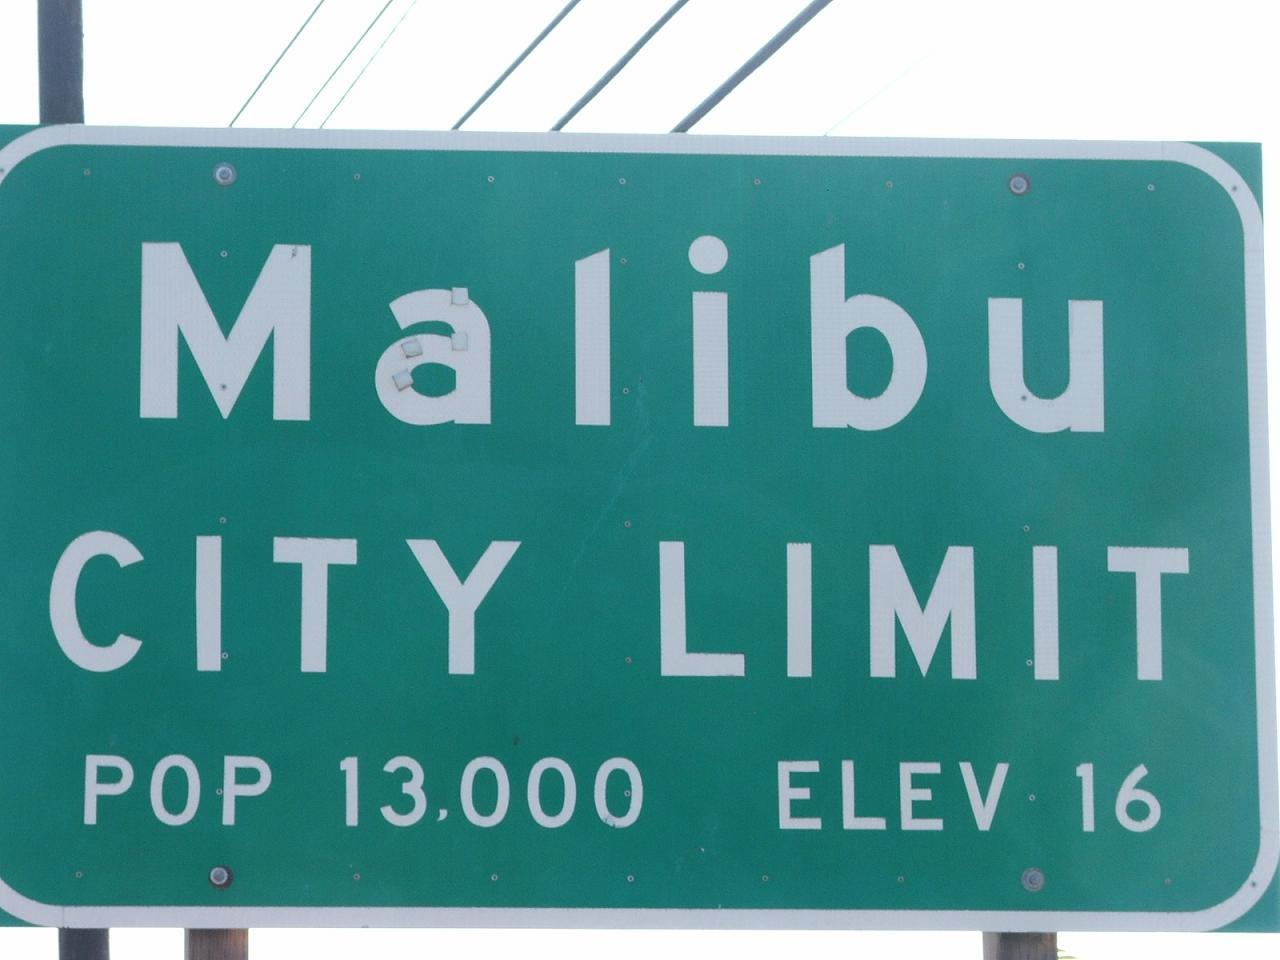 Malibu
CITY LIMIT
POP 13,000 ELEV 16